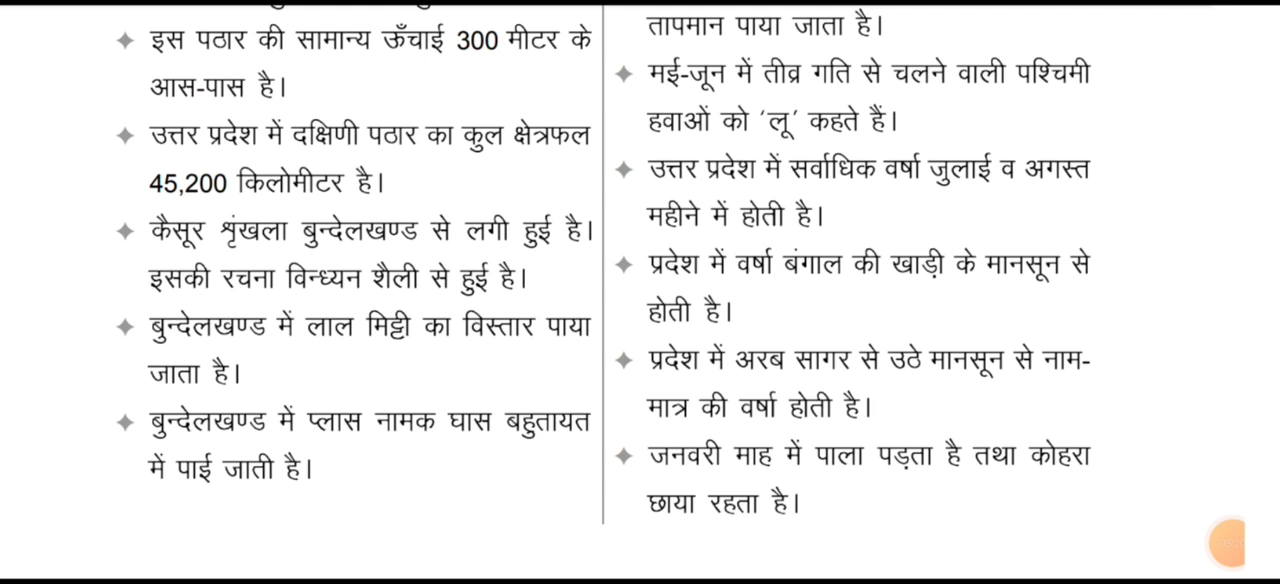 ✦ इस पठार की सामान्य ऊँचाई 300 मीटर के
आस-पास है।
✦ उत्तर प्रदेश में दक्षिणी पठार का कुल क्षेत्रफल
45,200 किलोमीटर है।
✦ कैसूर शृंखला बुन्देलखण्ड से लगी हुई है।
इसकी रचना विन्ध्यन शैली से हुई है।
✦ बुन्देलखण्ड में लाल मिट्टी का विस्तार पाया
जाता है।
✦ बुन्देलखण्ड में प्लास नामक घास बहुतायत
में पाई जाती है।
तापमान पाया जाता है।
✦ मई-जून में तीव्र गति से चलने वाली पश्चिमी
हवाओं को 'लू' कहते हैं।
✦ उत्तर प्रदेश में सर्वाधिक वर्षा जुलाई व अगस्त
महीने में होती है।
✦ प्रदेश में वर्षा बंगाल की खाड़ी के मानसून से
होती है।
✦ प्रदेश में अरब सागर से उठे मानसून से नाम-
मात्र की वर्षा होती है।
✦ जनवरी माह में पाला पड़ता है तथा कोहरा
छाया रहता है।